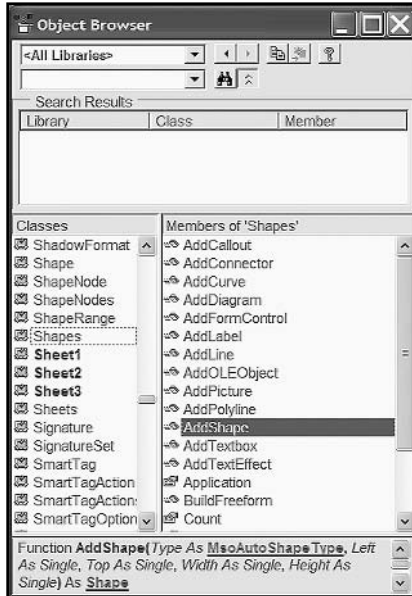 Object Browser
<All Libraries>
Search Results
Library Class Member
Classes
ShadowFormat
Shape
ShapeNode
ShapeNodes
ShapeRange
Shapes
Sheet1
Sheet2
Sheet3
Sheets
Signature
SignatureSet
SmartTag
SmartTagAction
SmartTagAction
SmartTagOption
Members of 'Shapes'
AddCallout
AddConnector
AddCurve
AddDiagram
AddFormControl
AddLabel
AddLine
AddOLEObject
AddPicture
AddPolyline
AddShape
AddTextbox
AddTextEffect
Application
BuildFreeform
Count
Function AddShape(Type As MsoAutoShapeType, Left
As Single, Top As Single, Width As Single, Height As
Single) As Shape